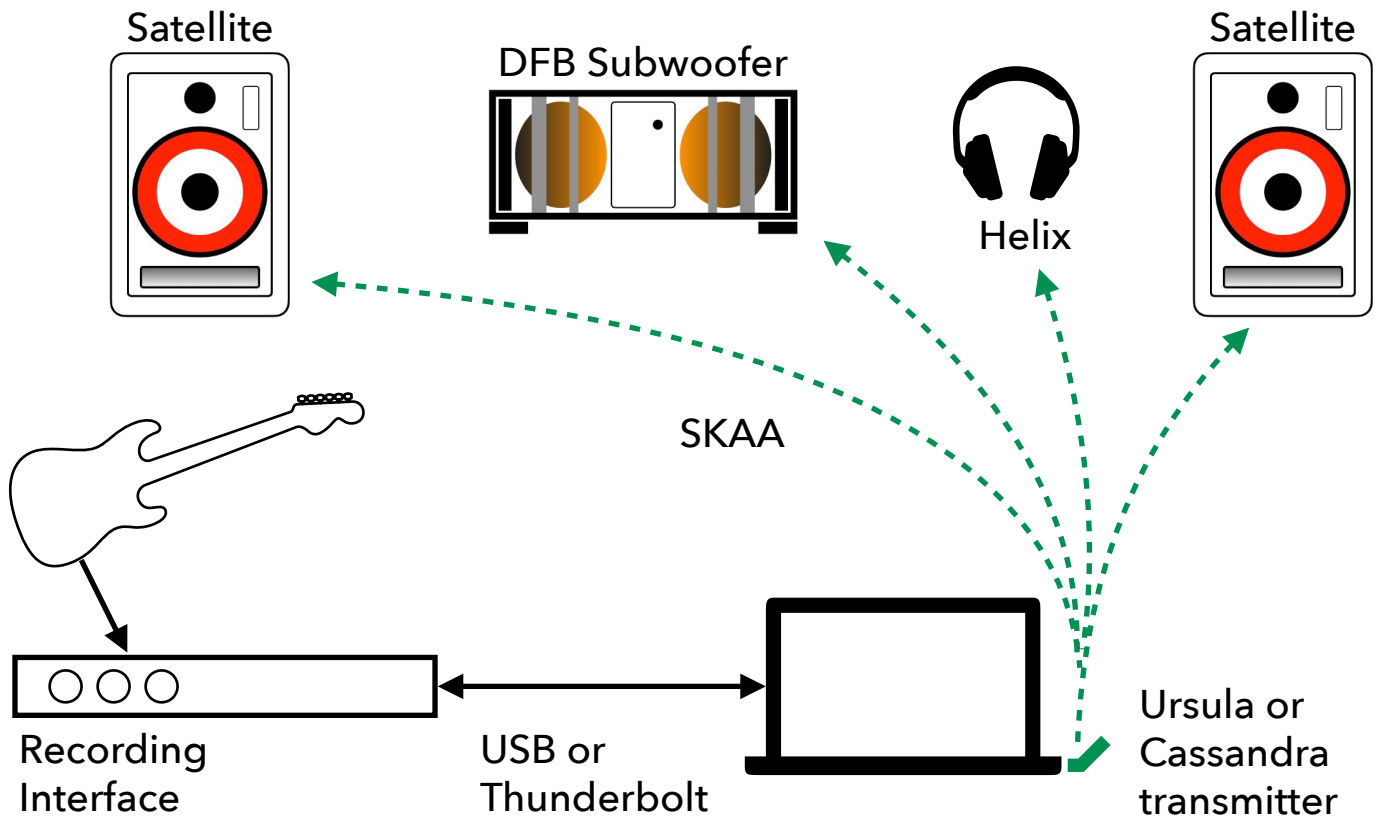 Satellite
DFB Subwoofer
Satellite
Helix
SKAA
Recording
Interface
USB or
Thunderbolt
Ursula or
Cassandra
transmitter